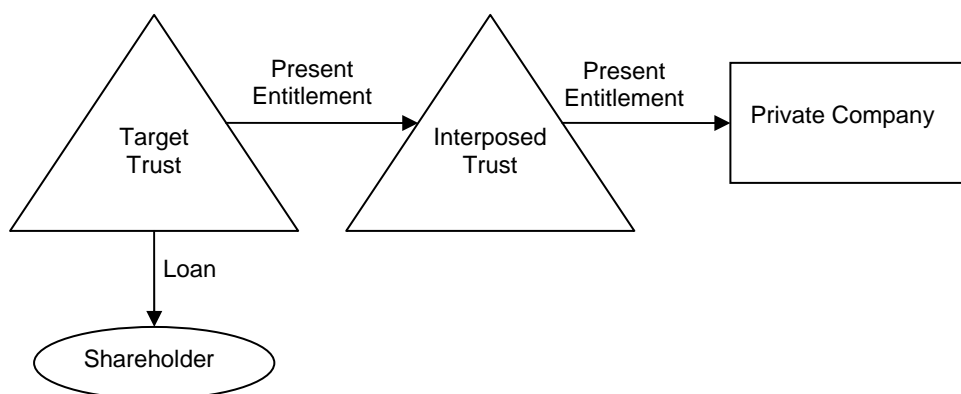 Present
Entitlement
Present
Entitlement
Target
Trust
Interposed
Trust
Private Company
Loan
Shareholder